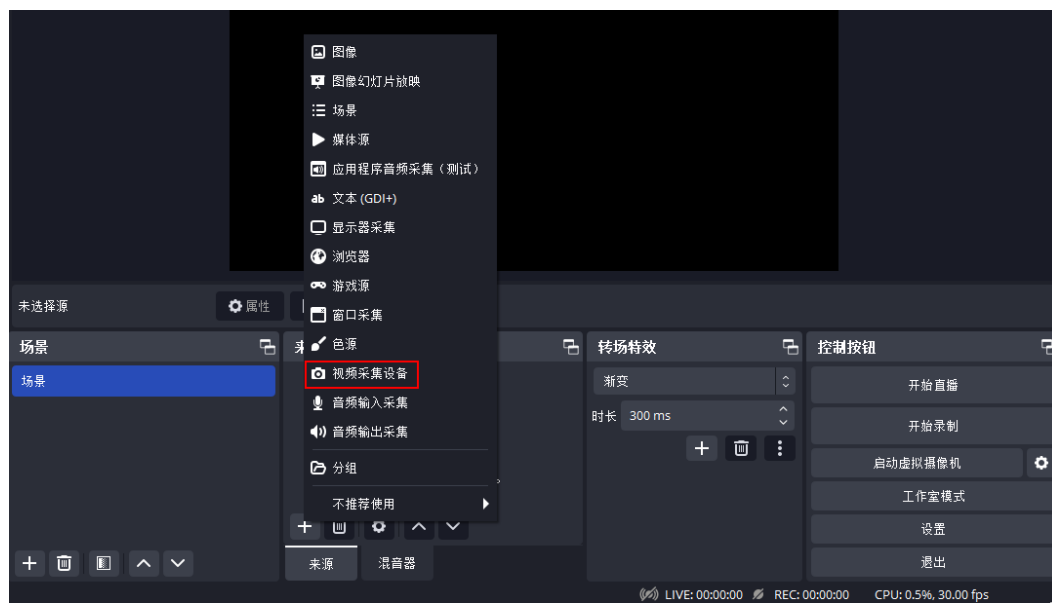 图像
图像幻灯片放映
场景
媒体源
应用程序音频采集（测试）
ab 文本 (GDI+)
显示器采集
浏览器
游戏源
窗口采集
色源
视频采集设备
音频输入采集
音频输出采集
分组
不推荐使用
未选择源
属性
场景
场景
来源
混音器
转场特效
渐变
时长 300 ms
控制按钮
开始直播
开始录制
启动虚拟摄像机
工作室模式
设置
退出
LIVE: 00:00:00 REC: 00:00:00 CPU: 0.5%, 30.00 fps